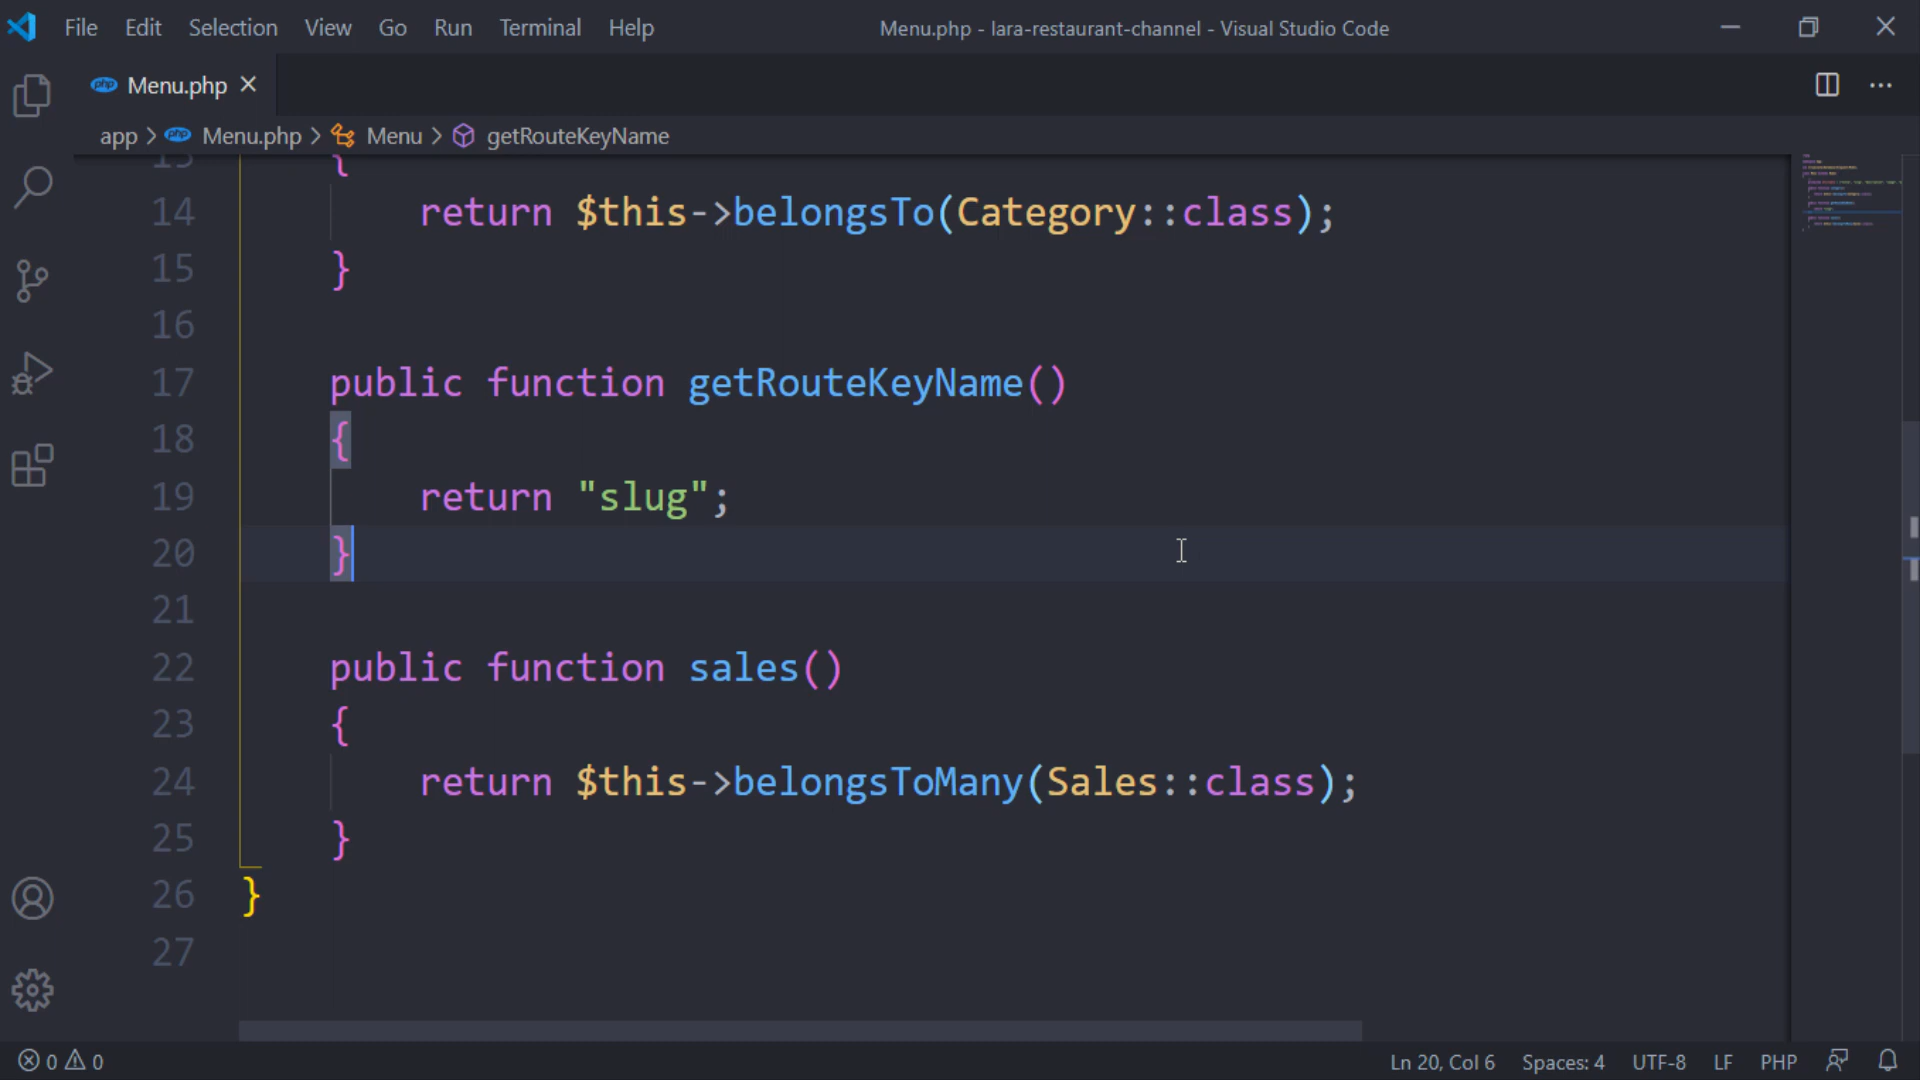 File Edit Selection View Go Run Terminal Help Menu.php - lara-restaurant-channel - Visual Studio Code
php Menu.php
app > php Menu.php > Menu > getRouteKeyName
13 {
14 return $this->belongsTo(Category::class);
15 }
16
17 public function getRouteKeyName()
18 {
19 return "slug";
20 }
21
22 public function sales()
23 {
24 return $this->belongsToMany(Sales::class);
25 }
26 }
27
0 0 Ln 20, Col 6 Spaces: 4 UTF-8 LF PHP